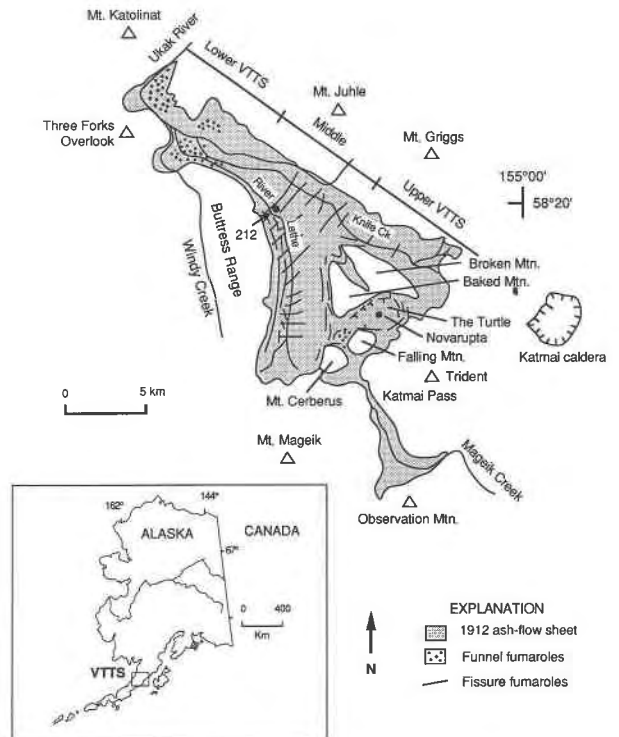 Mt. Katolinat
Ukak River
Lower VTTS
Mt. Juhle
Middle
Mt. Griggs
Three Forks
Overlook
Upper VTTS
155°00'
58°20'
River
Lethe
Knife Ck.
212
Buttress Range
Windy Creek
Broken Mtn.
Baked Mtn.
The Turtle
Novarupta
Falling Mtn.
Katmai caldera
Trident
Katmai Pass
Mt. Cerberus
0 5 km
Mt. Mageik
Mageik Creek
Observation Mtn.
162°
144°
ALASKA
CANADA
67°
0 400
Km
VTTS
N
EXPLANATION
1912 ash-flow sheet
Funnel fumaroles
Fissure fumaroles